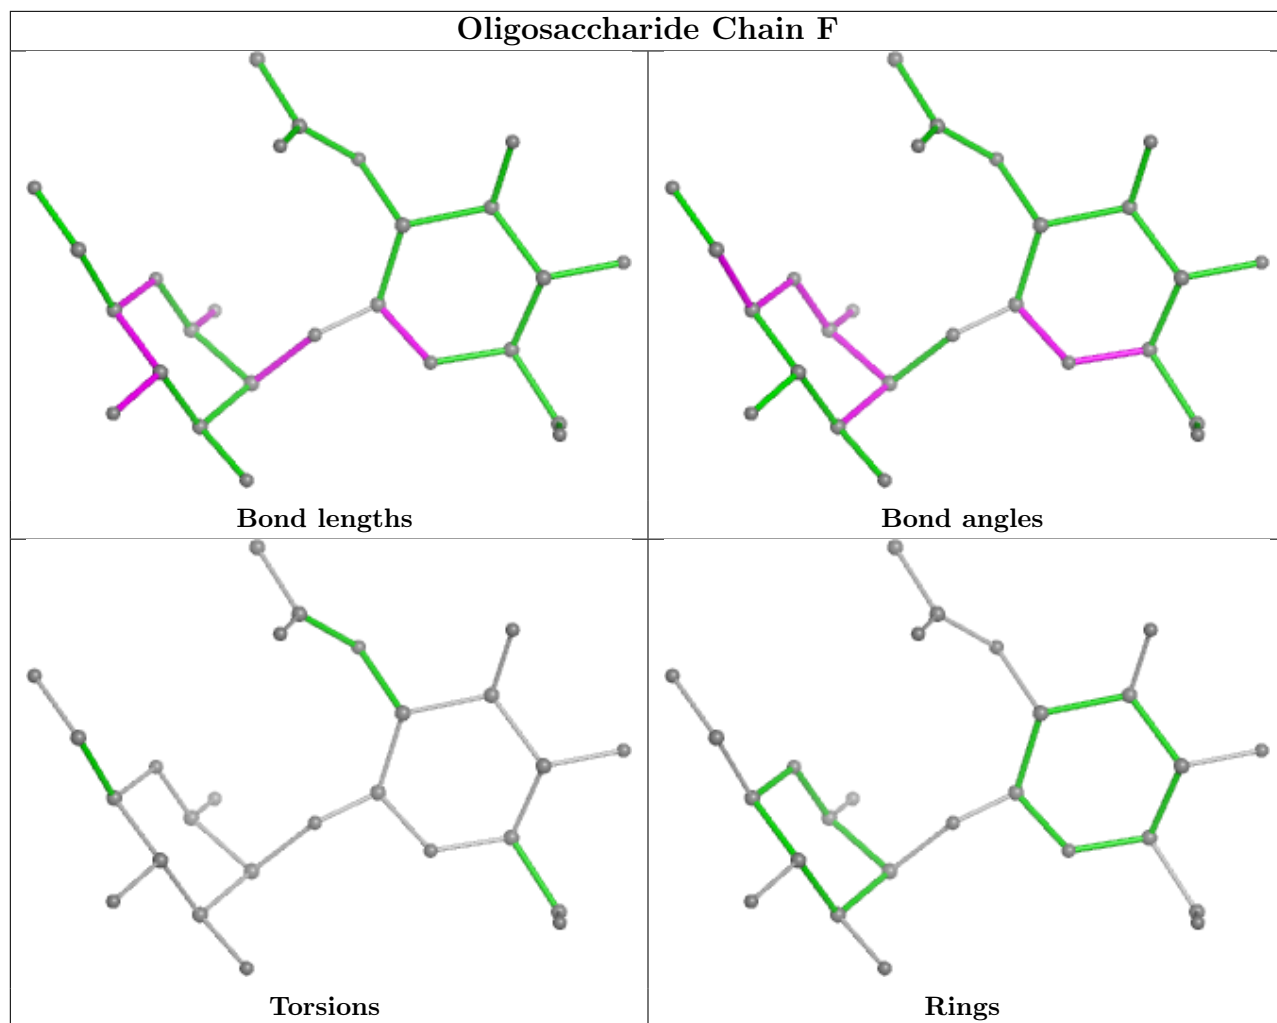 Oligosaccharide Chain F
Bond lengths
Bond angles
Torsions
Rings